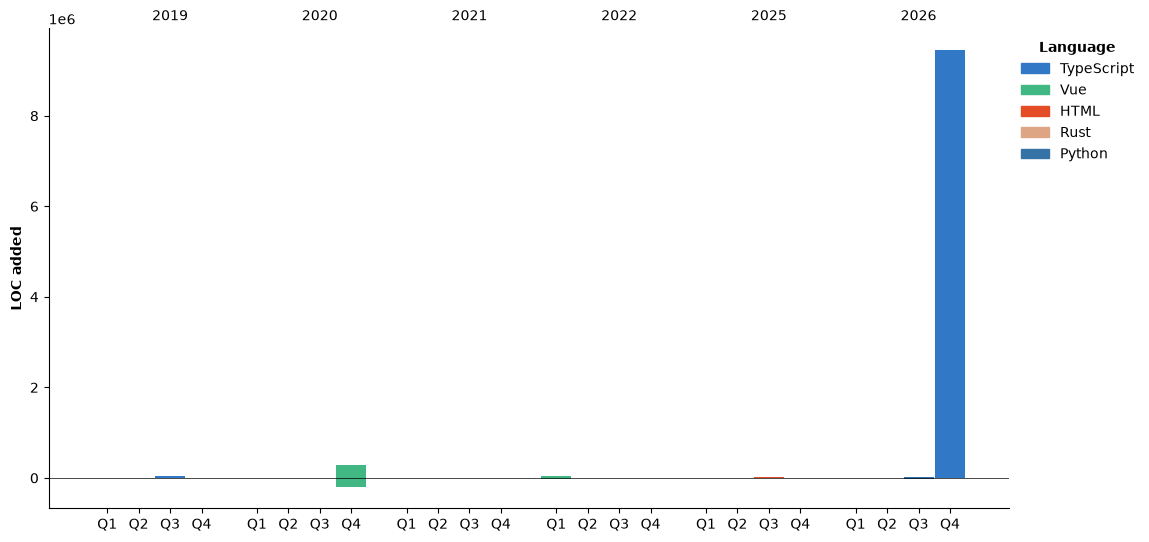 1e6
2019 2020 2021 2022 2025 2026
Language
TypeScript
Vue
HTML
Rust
Python
LOC added
8
6
4
2
0
Q1 Q2 Q3 Q4 Q1 Q2 Q3 Q4 Q1 Q2 Q3 Q4 Q1 Q2 Q3 Q4 Q1 Q2 Q3 Q4 Q1 Q2 Q3 Q4